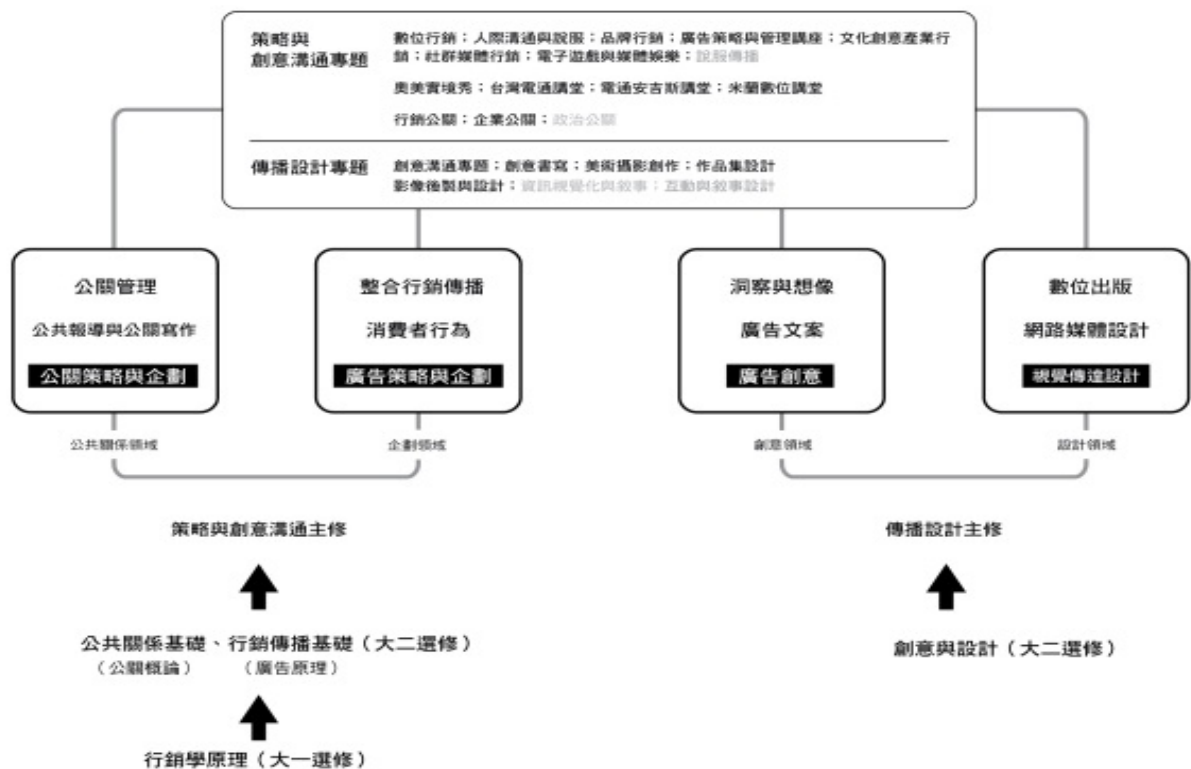 策略與
創意溝通專題
數位行銷；人際溝通與說服；品牌行銷；廣告策略與管理講座；文化創意產業行
銷；社群媒體行銷；電子遊戲與媒體娛樂；說服傳播
奧美實境秀；台灣電通講堂；電通安吉斯講堂；米蘭數位講堂
行銷公關；企業公關；政治公關
傳播設計專題
創意溝通專題；創意書寫；美術攝影創作；作品集設計
影像後製與設計；資訊視覺化與敘事；互動與敘事設計
公關管理
公共報導與公關寫作
公關策略與企劃
整合行銷傳播
消費者行為
廣告策略與企劃
洞察與想像
廣告文案
廣告創意
數位出版
網路媒體設計
視覺傳達設計
公共關係領域
企劃領域
創意領域
設計領域
策略與創意溝通主修
傳播設計主修
公共關係基礎、行銷傳播基礎（大二選修）
（公關概論）（廣告原理）
創意與設計（大二選修）
行銷學原理（大一選修）